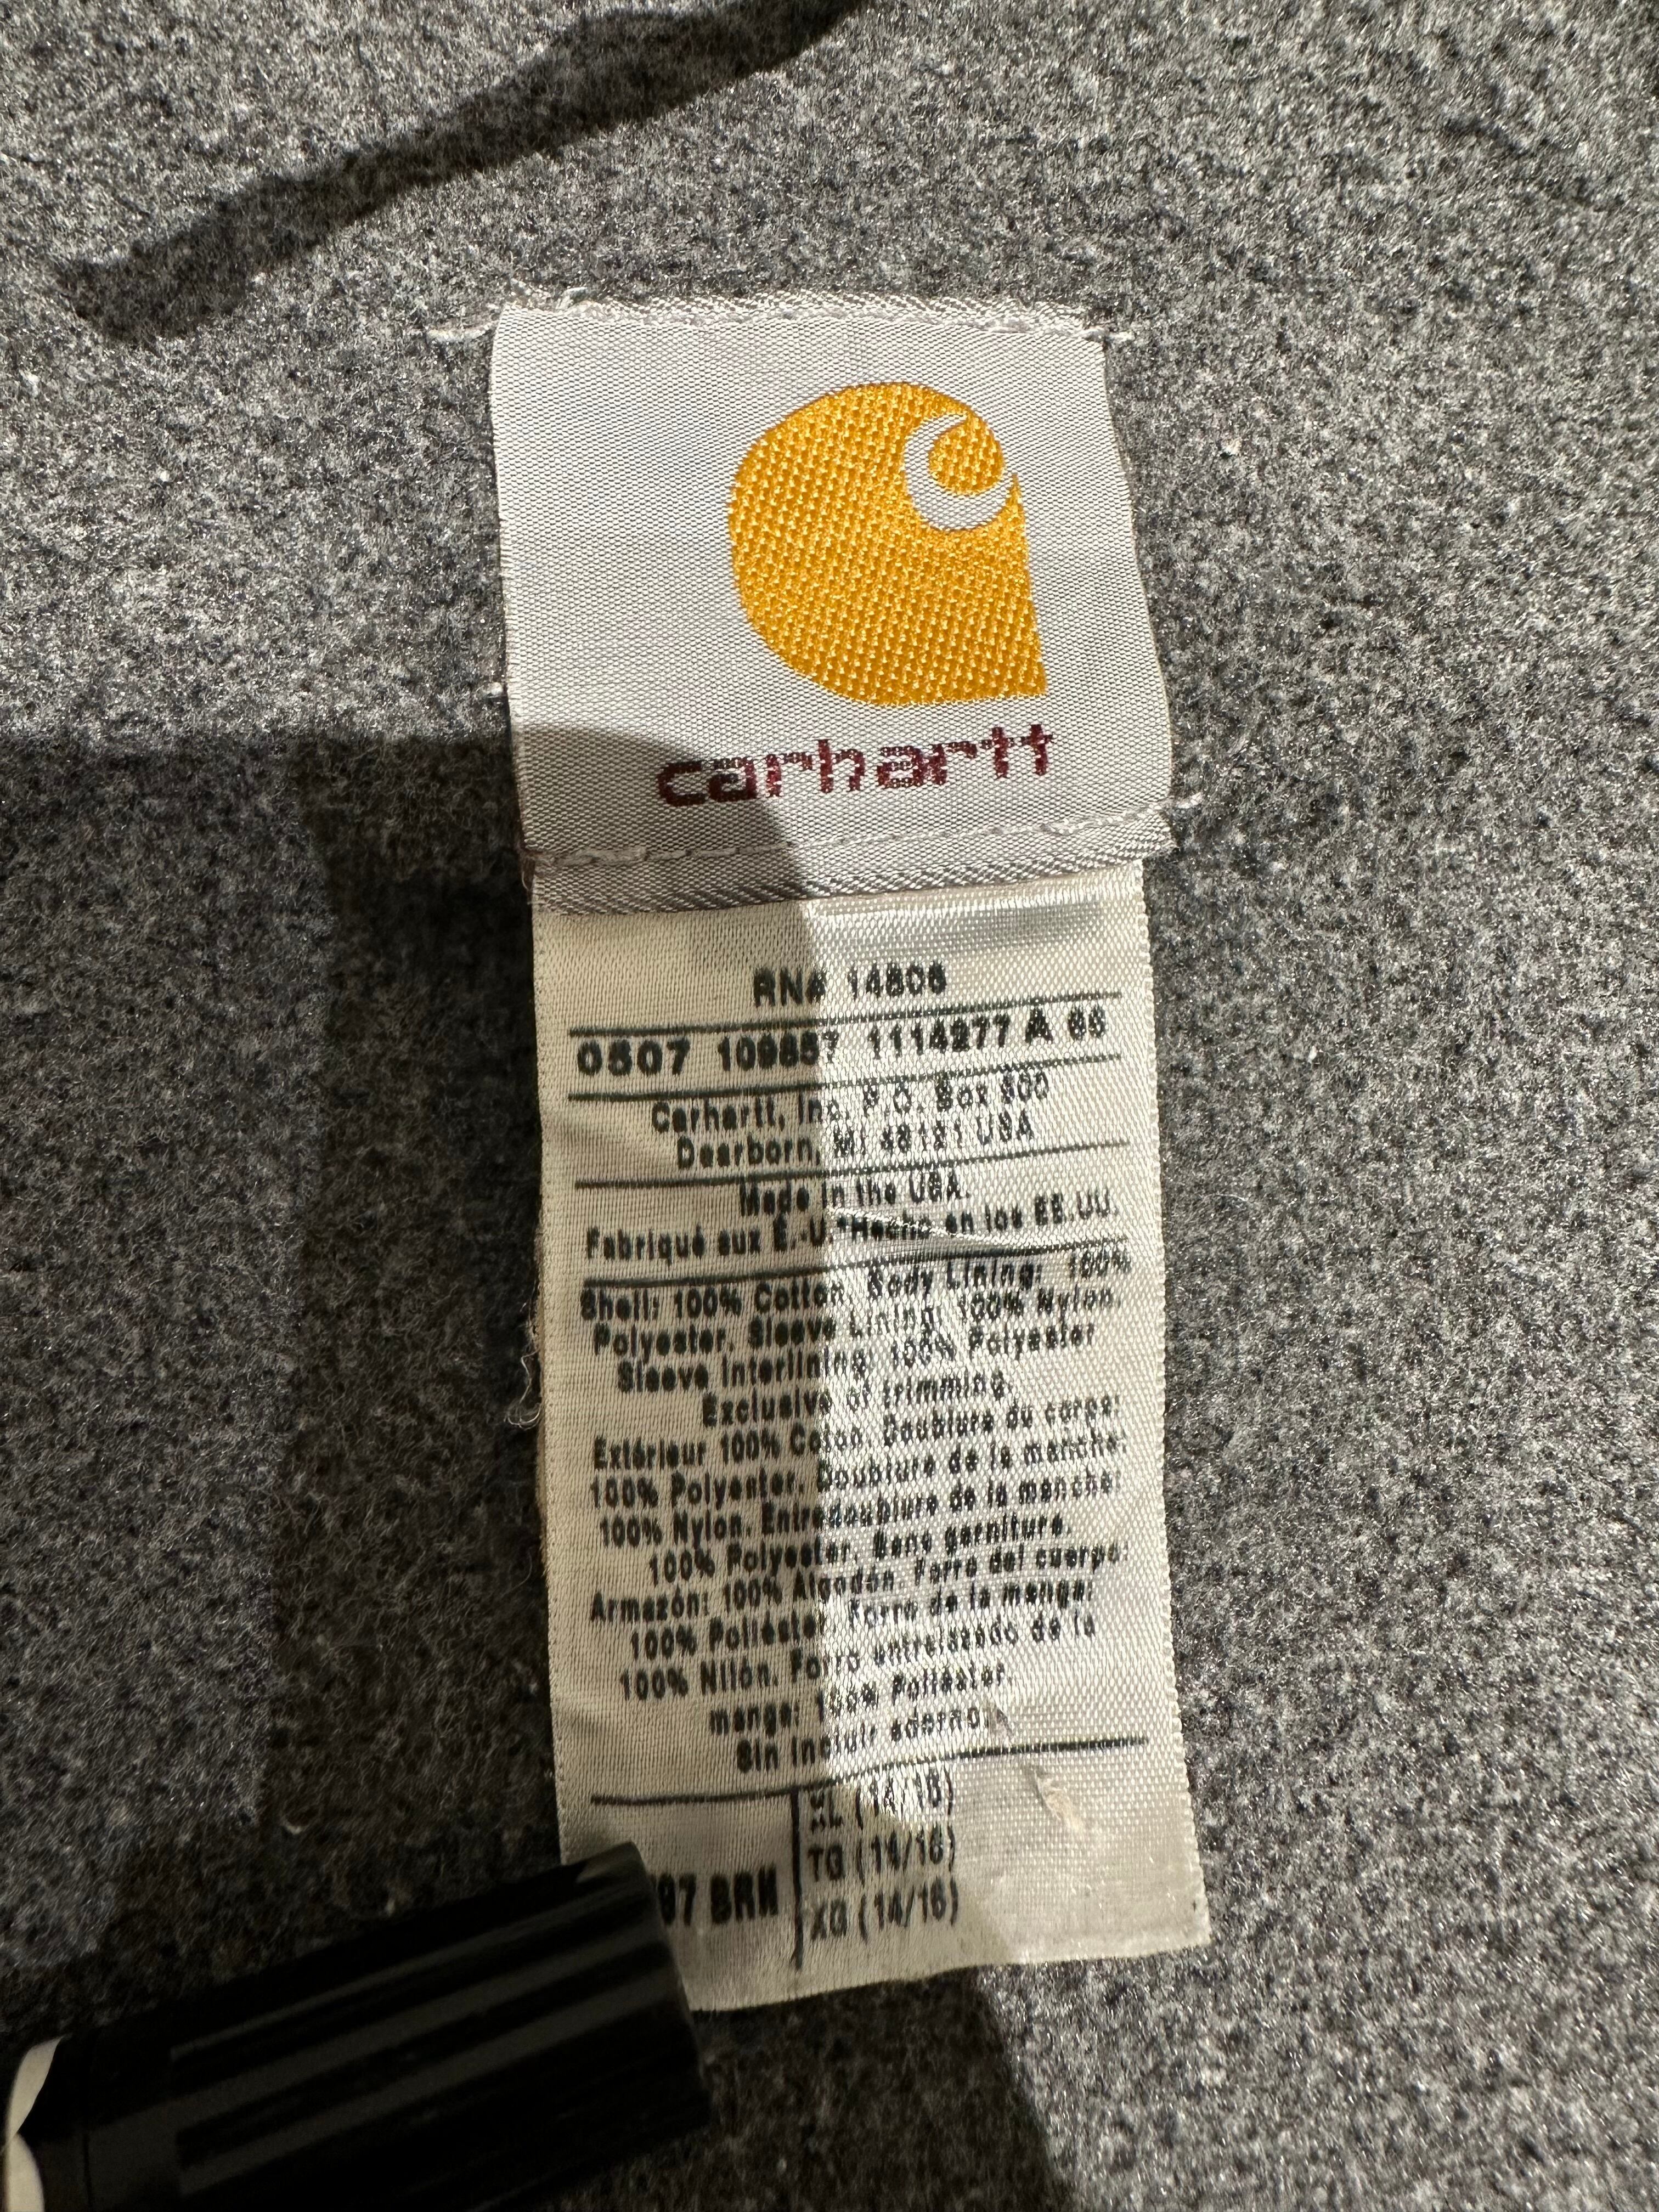 carhartt
RN# 14806
0507 109857 1114277 A 66
Carhartt, Inc. P.O. Box 600
Dearborn, MI 48121 USA
Made in the USA.
Fabriqué aux É.-U.*Hecho en los EE.UU.
Shell: 100% Cotton. Body Lining: 100%
Polyester. Sleeve Lining: 100% Nylon.
Sleeve Interlining: 100% Polyester
Exclusive of trimming.
Extérieur 100% Coton. Doublure du corps:
100% Polyester. Doublure de la manche:
100% Nylon. Entredoublure de la manche:
100% Polyester. Sans garniture.
Armazón: 100% Algodón. Forro del cuerpo:
100% Poliéster. Forro de la manga:
100% Nilón. Forro entrelazado de la
manga: 100% Poliéster.
Sin incluir adorno.
XL (14/16)
97 BRN TG (14/16)
XG (14/16)